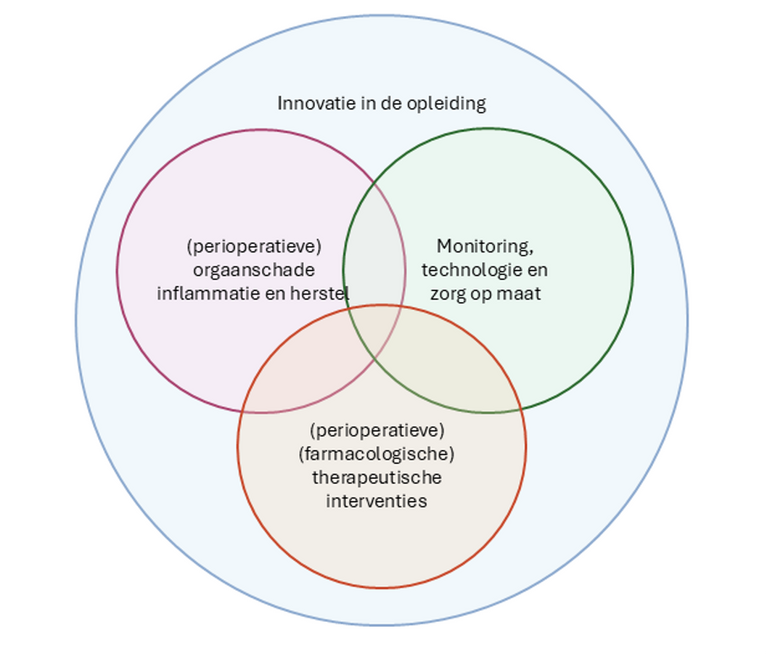 Innovatie in de opleiding
(perioperatieve)
orgaanschade
inflammatie en herstel
Monitoring,
technologie en
zorg op maat
(perioperatieve)
(farmacologische)
therapeutische
interventies